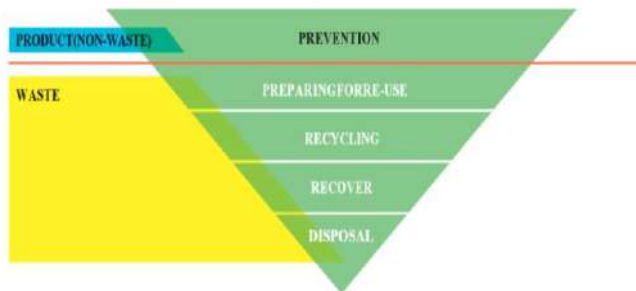 PRODUCT(NON-WASTE)
PREVENTION
WASTE
PREPARINGFORRE-USE
RECYCLING
RECOVER
DISPOSAL